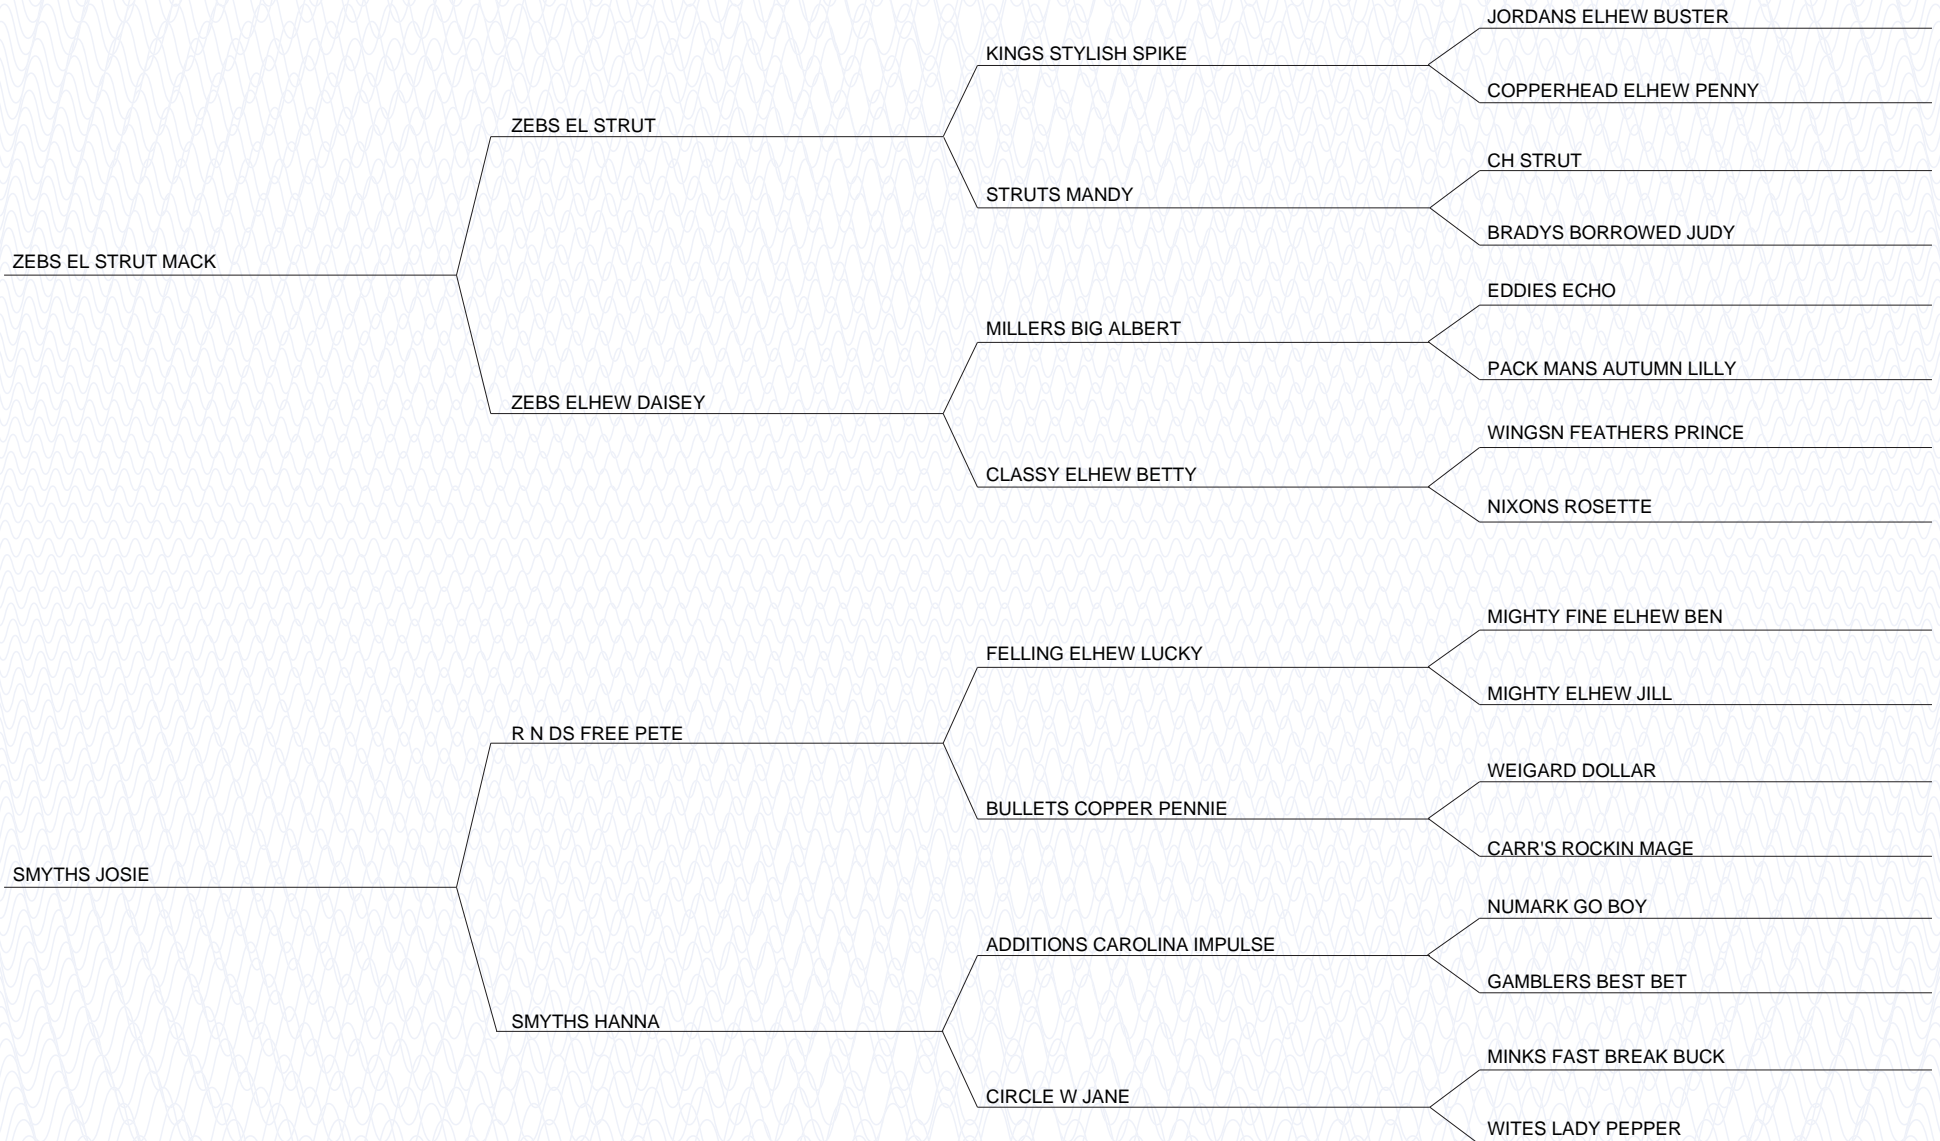 JORDANS ELHEW BUSTER
KINGS STYLISH SPIKE
COPPERHEAD ELHEW PENNY
ZEBS EL STRUT
CH STRUT
STRUTS MANDY
BRADYS BORROWED JUDY
ZEBS EL STRUT MACK
EDDIES ECHO
MILLERS BIG ALBERT
PACK MANS AUTUMN LILLY
ZEBS ELHEW DAISEY
WINGSN FEATHERS PRINCE
CLASSY ELHEW BETTY
NIXONS ROSETTE
MIGHTY FINE ELHEW BEN
FELLING ELHEW LUCKY
MIGHTY ELHEW JILL
R N DS FREE PETE
WEIGARD DOLLAR
BULLETS COPPER PENNIE
CARR'S ROCKIN MAGE
SMYTHS JOSIE
NUMARK GO BOY
ADDITIONS CAROLINA IMPULSE
GAMBLERS BEST BET
SMYTHS HANNA
MINKS FAST BREAK BUCK
CIRCLE W JANE
WITES LADY PEPPER